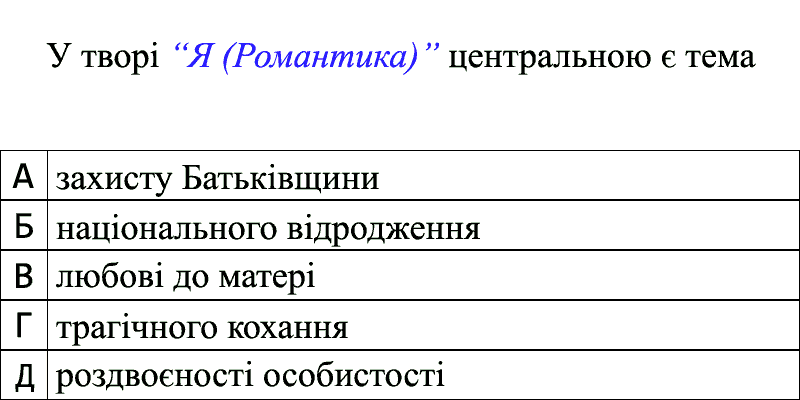 У творі “Я (Романтика)” центральною є тема
А захисту Батьківщини
Б національного відродження
В любові до матері
Г трагічного кохання
Д роздвоєності особистості